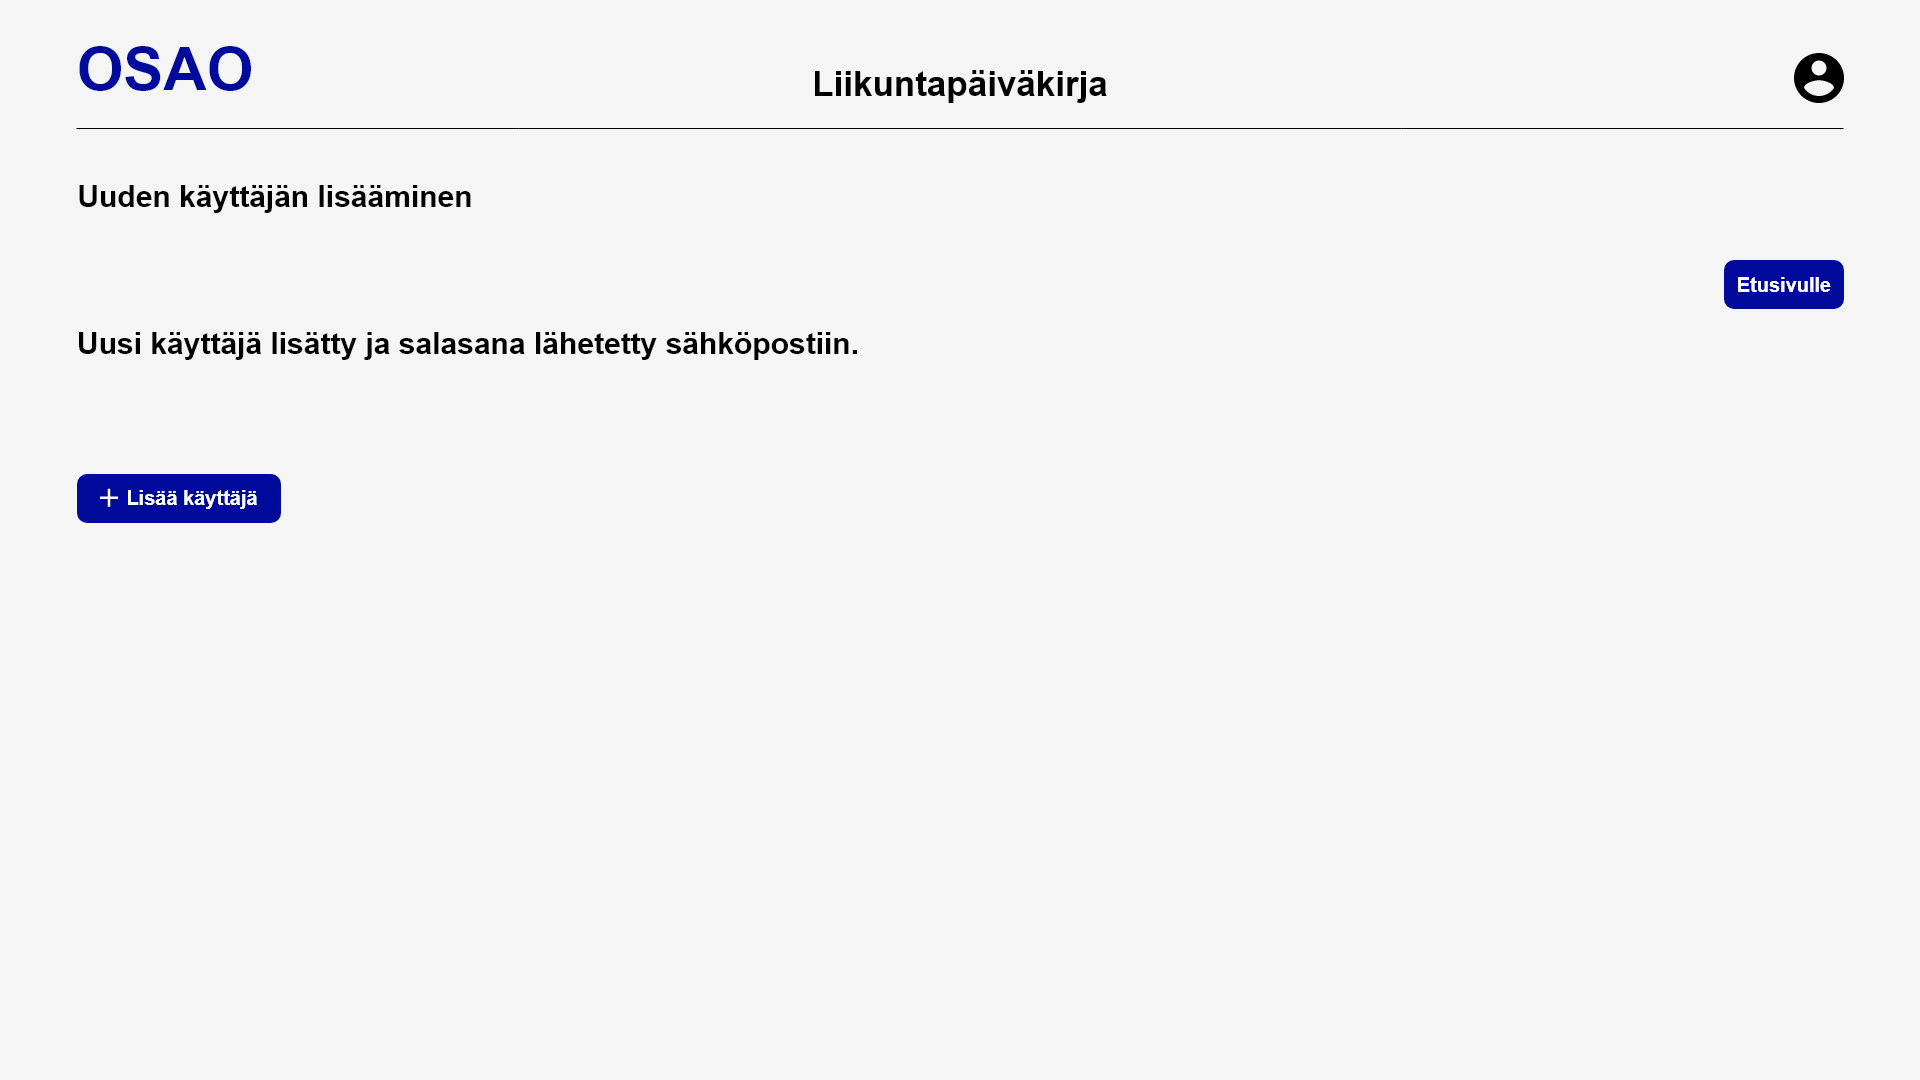 OSAO
Liikuntapäiväkirja
Uuden käyttäjän lisääminen
Etusivulle
Uusi käyttäjä lisätty ja salasana lähetetty sähköpostiin.
+ Lisää käyttäjä